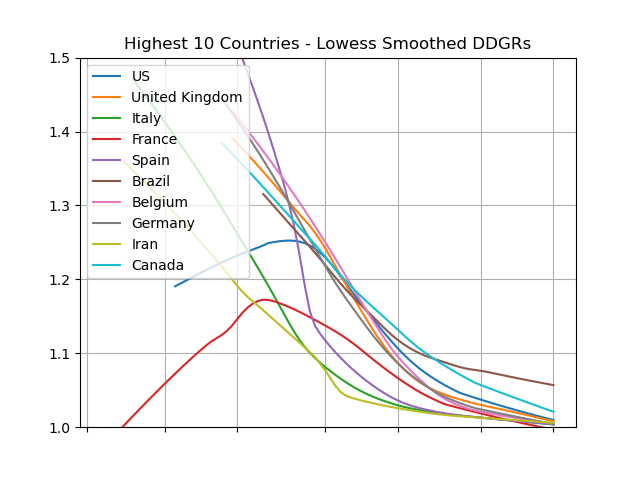 Highest 10 Countries - Lowess Smoothed DDGRs
1.5
1.4
1.3
1.2
1.1
1.0
US
United Kingdom
Italy
France
Spain
Brazil
Belgium
Germany
Iran
Canada